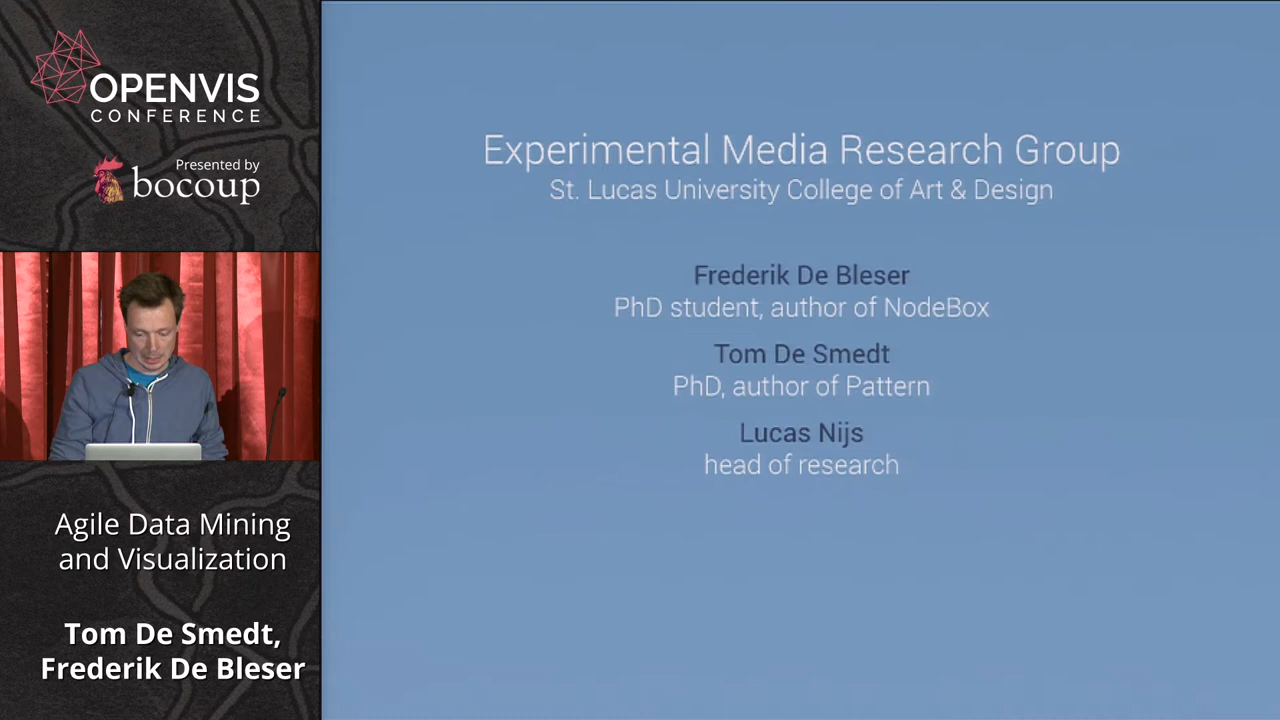 OPENVIS
CONFERENCE
Presented by
bocoup
Agile Data Mining
and Visualization
Tom De Smedt,
Frederik De Bleser
Experimental Media Research Group
St. Lucas University College of Art & Design
Frederik De Bleser
PhD student, author of NodeBox
Tom De Smedt
PhD, author of Pattern
Lucas Nijs
head of research